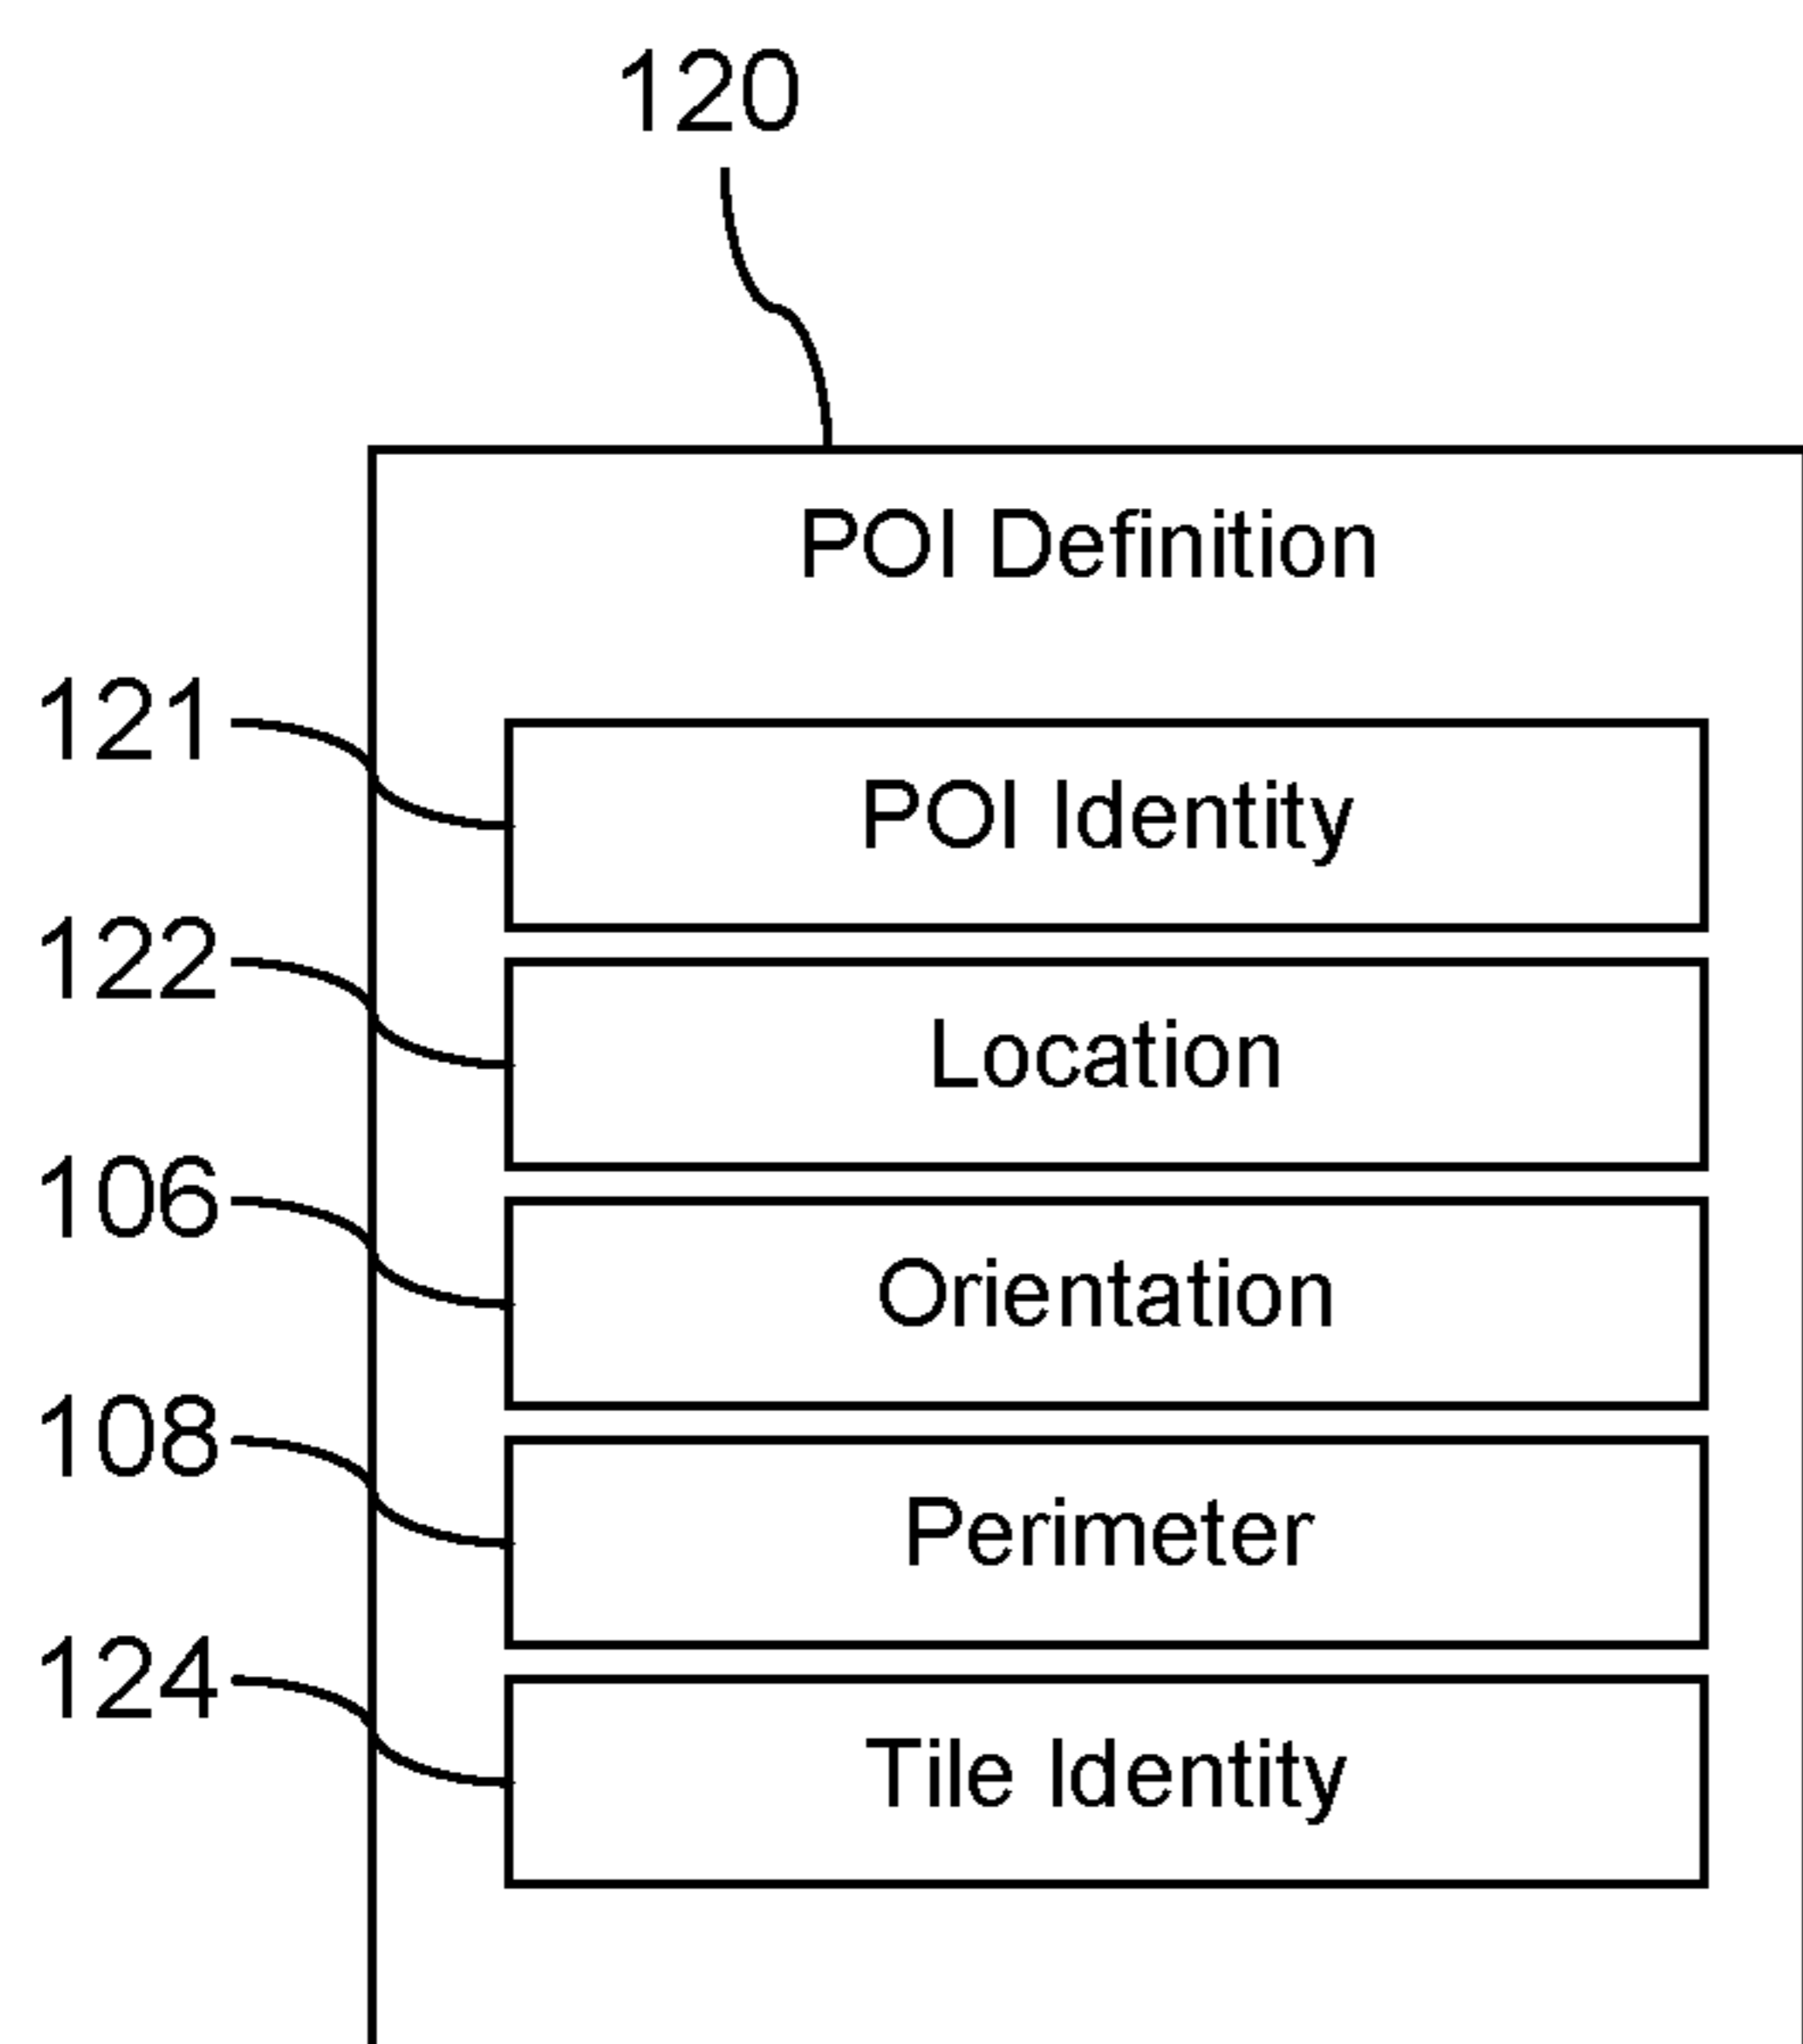 120
POI Definition
121
POI Identity
122
Location
106
Orientation
108
Perimeter
124
Tile Identity